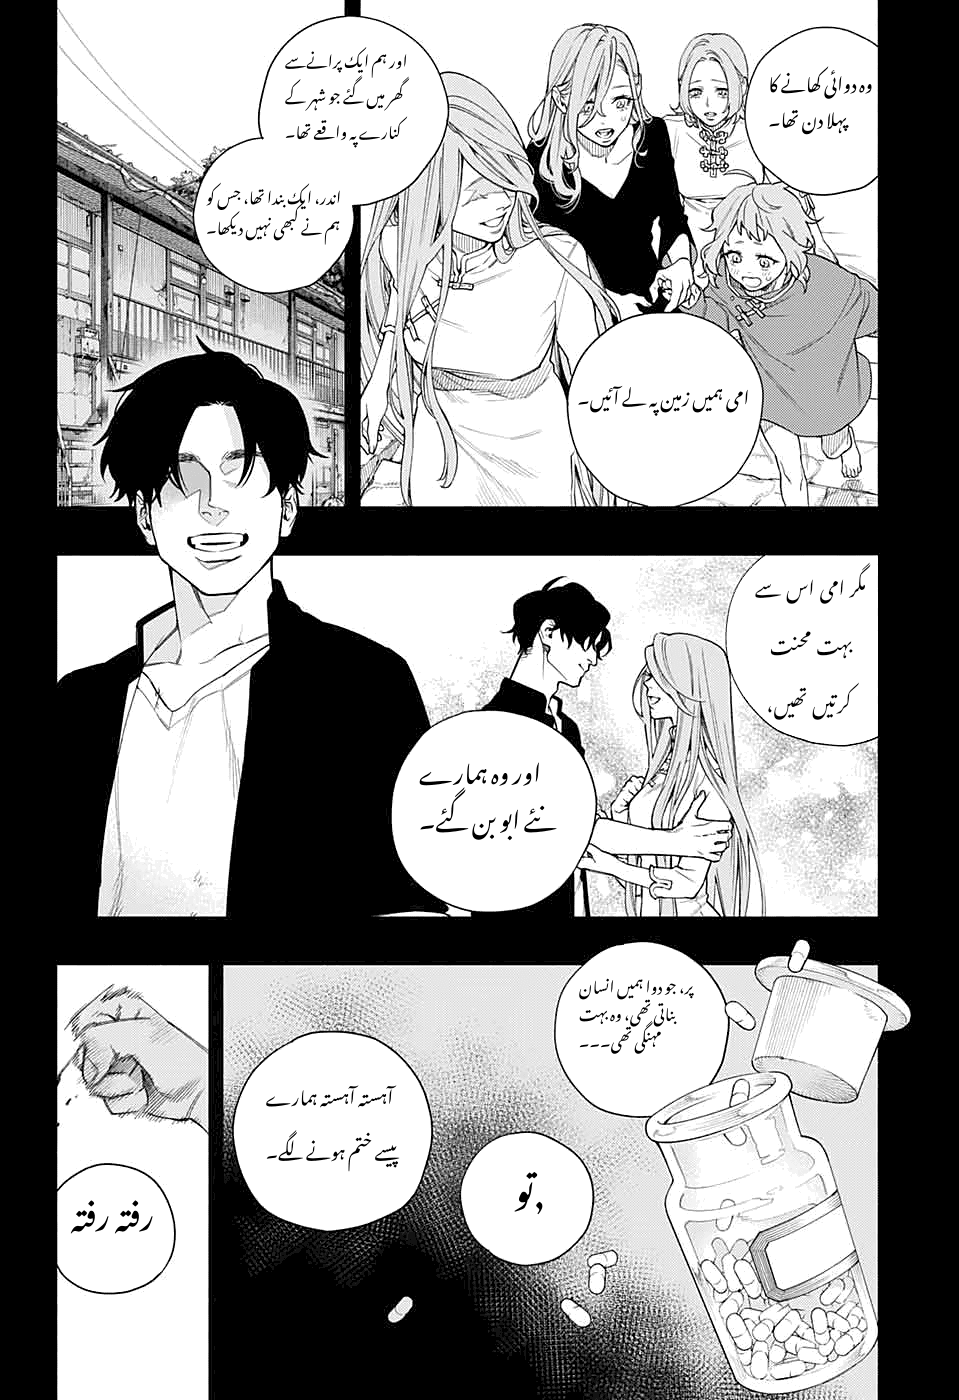 وہ دوائی کھانے کا
پہلا دن تھا۔
امی ہمیں زمین پہ لے آئیں۔
اور ہم ایک پرانے سے
گھر میں گئے جو شہر کے
کنارے پہ واقعے تھا۔
اندر، ایک بندا تھا، جس کو
ہم نے کبھی نہیں دیکھا۔
مگر امی اس سے
بہت محنت
کرتیں تھیں،
اور وہ ہمارے
نئے ابو بن گئے۔
پر، جو دوا ہمیں انسان
بناتی تھی، وہ بہت
مہنگی تھی۔۔۔
تو,
آہستہ آہستہ ہمارے
پیسے ختم ہونے لگے۔
رفتہ رفتہ